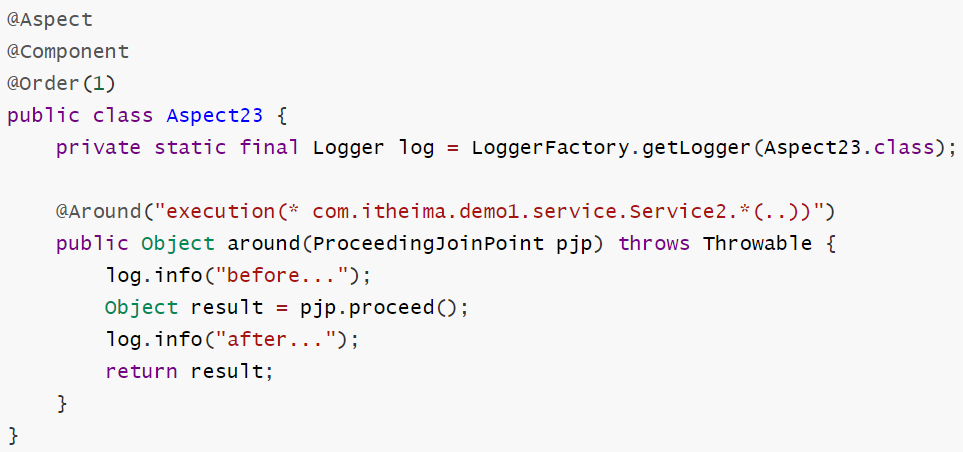 @Aspect
@Component
@Order(1)
public class Aspect23 {
    private static final Logger log = LoggerFactory.getLogger(Aspect23.class);

    @Around("execution(* com.itheima.demo1.service.Service2.*(..))")
    public Object around(ProceedingJoinPoint pjp) throws Throwable {
        log.info("before...");
        Object result = pjp.proceed();
        log.info("after...");
        return result;
    }
}